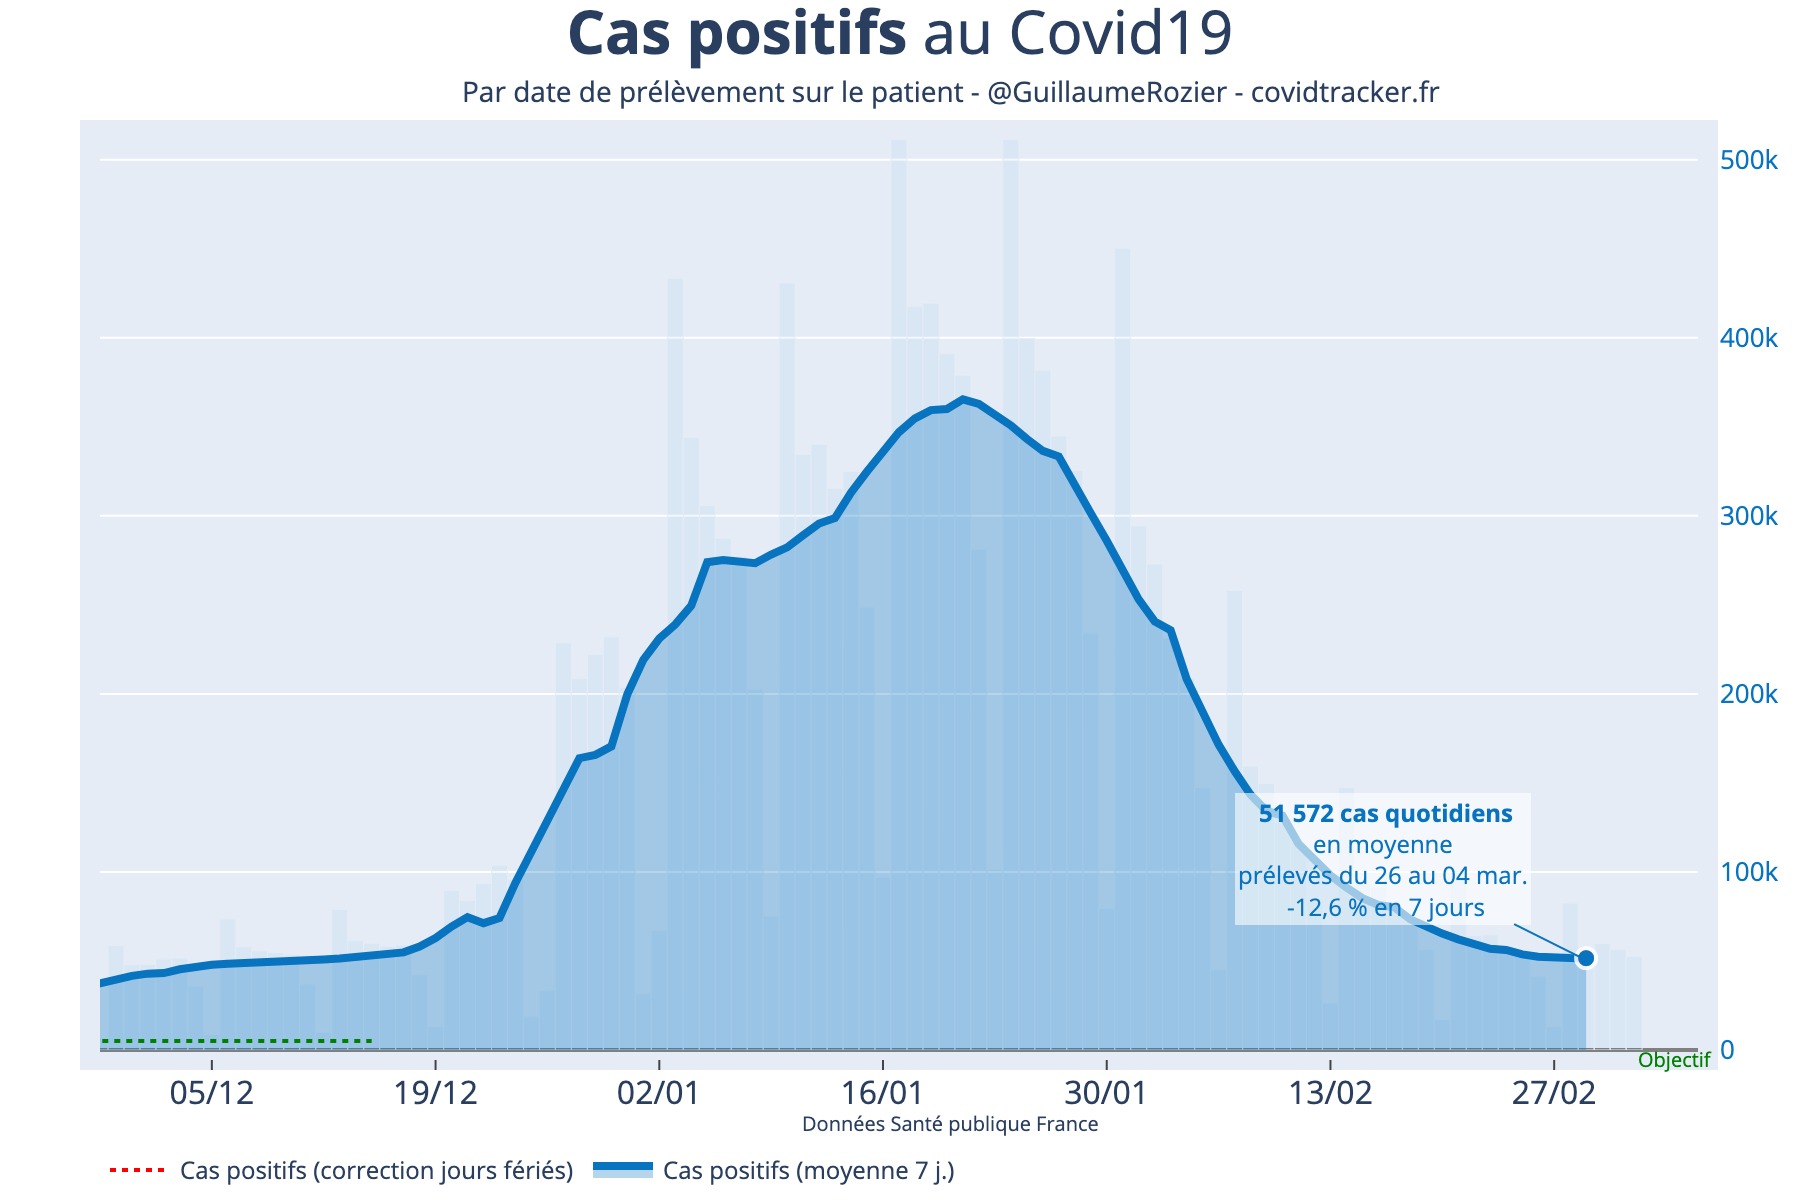 Cas positifs au Covid19
Par date de prélèvement sur le patient - @GuillaumeRozier - covidtracker.fr
500k
400k
300k
200k
100k
0
51 572 cas quotidiens
en moyenne
prélevés du 26 au 04 mar.
-12,6 % en 7 jours
Objectif
05/12 19/12 02/01 16/01 30/01 13/02 27/02
Données Santé publique France
Cas positifs (correction jours fériés) Cas positifs (moyenne 7 j.)